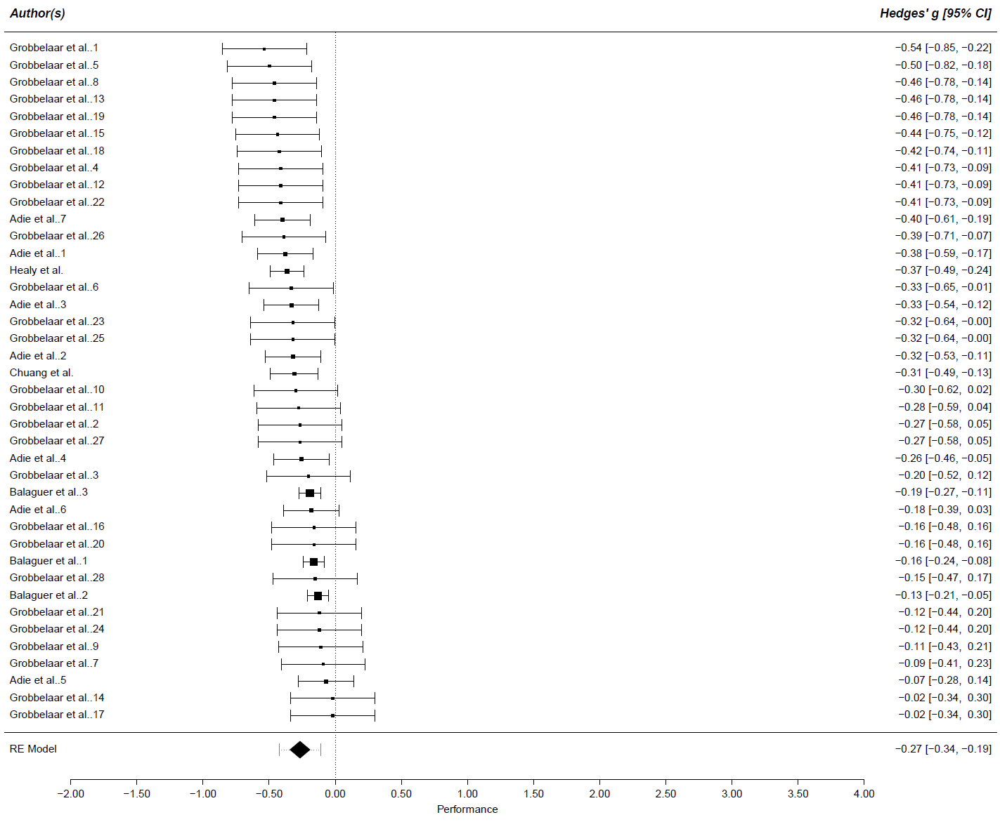 Author(s) Hedges' g [95% CI]
Grobbelaar et al..1 −0.54 [−0.85, −0.22]
Grobbelaar et al..5 −0.50 [−0.82, −0.18]
Grobbelaar et al..8 −0.46 [−0.78, −0.14]
Grobbelaar et al..13 −0.46 [−0.78, −0.14]
Grobbelaar et al..19 −0.46 [−0.78, −0.14]
Grobbelaar et al..15 −0.44 [−0.75, −0.12]
Grobbelaar et al..18 −0.42 [−0.74, −0.11]
Grobbelaar et al..4 −0.41 [−0.73, −0.09]
Grobbelaar et al..12 −0.41 [−0.73, −0.09]
Grobbelaar et al..22 −0.41 [−0.73, −0.09]
Adie et al..7 −0.40 [−0.61, −0.19]
Grobbelaar et al..26 −0.39 [−0.71, −0.07]
Adie et al..1 −0.38 [−0.59, −0.17]
Healy et al. −0.37 [−0.49, −0.24]
Grobbelaar et al..6 −0.33 [−0.65, −0.01]
Adie et al..3 −0.33 [−0.54, −0.12]
Grobbelaar et al..23 −0.32 [−0.64, −0.00]
Grobbelaar et al..25 −0.32 [−0.64, −0.00]
Adie et al..2 −0.32 [−0.53, −0.11]
Chuang et al. −0.31 [−0.49, −0.13]
Grobbelaar et al..10 −0.30 [−0.62, 0.02]
Grobbelaar et al..11 −0.28 [−0.59, 0.04]
Grobbelaar et al..2 −0.27 [−0.58, 0.05]
Grobbelaar et al..27 −0.27 [−0.58, 0.05]
Adie et al..4 −0.26 [−0.46, −0.05]
Grobbelaar et al..3 −0.20 [−0.52, 0.12]
Balaguer et al..3 −0.19 [−0.27, −0.11]
Adie et al..6 −0.18 [−0.39, 0.03]
Grobbelaar et al..16 −0.16 [−0.48, 0.16]
Grobbelaar et al..20 −0.16 [−0.48, 0.16]
Balaguer et al..1 −0.16 [−0.24, −0.08]
Grobbelaar et al..28 −0.15 [−0.47, 0.17]
Balaguer et al..2 −0.13 [−0.21, −0.05]
Grobbelaar et al..21 −0.12 [−0.44, 0.20]
Grobbelaar et al..24 −0.12 [−0.44, 0.20]
Grobbelaar et al..9 −0.11 [−0.43, 0.21]
Grobbelaar et al..7 −0.09 [−0.41, 0.23]
Adie et al..5 −0.07 [−0.28, 0.14]
Grobbelaar et al..14 −0.02 [−0.34, 0.30]
Grobbelaar et al..17 −0.02 [−0.34, 0.30]
RE Model −0.27 [−0.34, −0.19]
−2.00 −1.50 −1.00 −0.50 0.00 0.50 1.00 1.50 2.00 2.50 3.00 3.50 4.00
Performance